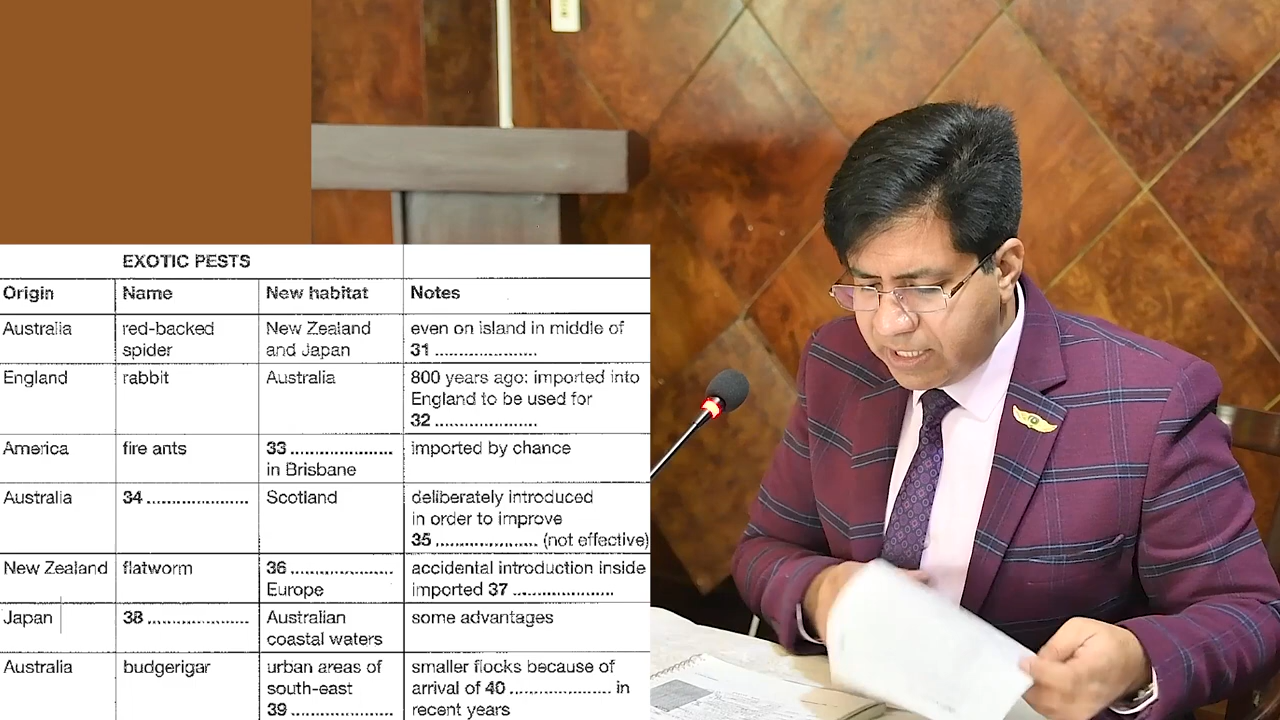 EXOTIC PESTS
Origin Name New habitat Notes
Australia red-backed spider New Zealand and Japan even on island in middle of 31 ....................
England rabbit Australia 800 years ago: imported into England to be used for 32 ....................
America fire ants 33 .................... in Brisbane imported by chance
Australia 34 .................... Scotland deliberately introduced in order to improve 35 .................... (not effective)
New Zealand flatworm 36 .................... Europe accidental introduction inside imported 37 ....................
Japan 38 .................... Australian coastal waters some advantages
Australia budgerigar urban areas of south-east 39 .................... smaller flocks because of arrival of 40 .................... in recent years